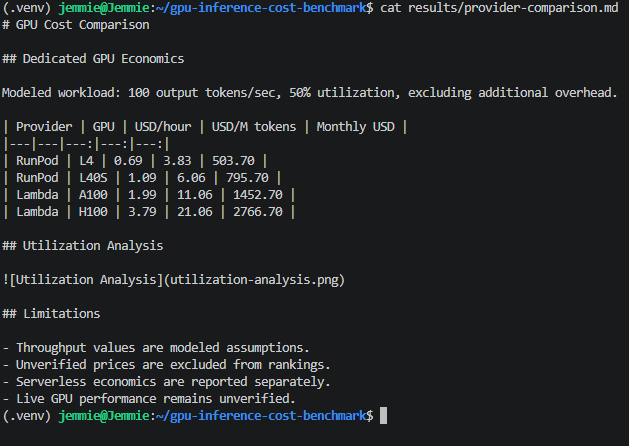 (.venv) jemmie@Jemmie:~/gpu-inference-cost-benchmark$ cat results/provider-comparison.md
# GPU Cost Comparison
## Dedicated GPU Economics
Modeled workload: 100 output tokens/sec, 50% utilization, excluding additional overhead.
| Provider | GPU | USD/hour | USD/M tokens | Monthly USD |
|---|---|---:|---:|---:|
| RunPod | L4 | 0.69 | 3.83 | 503.70 |
| RunPod | L40S | 1.09 | 6.06 | 795.70 |
| Lambda | A100 | 1.99 | 11.06 | 1452.70 |
| Lambda | H100 | 3.79 | 21.06 | 2766.70 |
## Utilization Analysis
![Utilization Analysis](utilization-analysis.png)
## Limitations
- Throughput values are modeled assumptions.
- Unverified prices are excluded from rankings.
- Serverless economics are reported separately.
- Live GPU performance remains unverified.
(.venv) jemmie@Jemmie:~/gpu-inference-cost-benchmark$